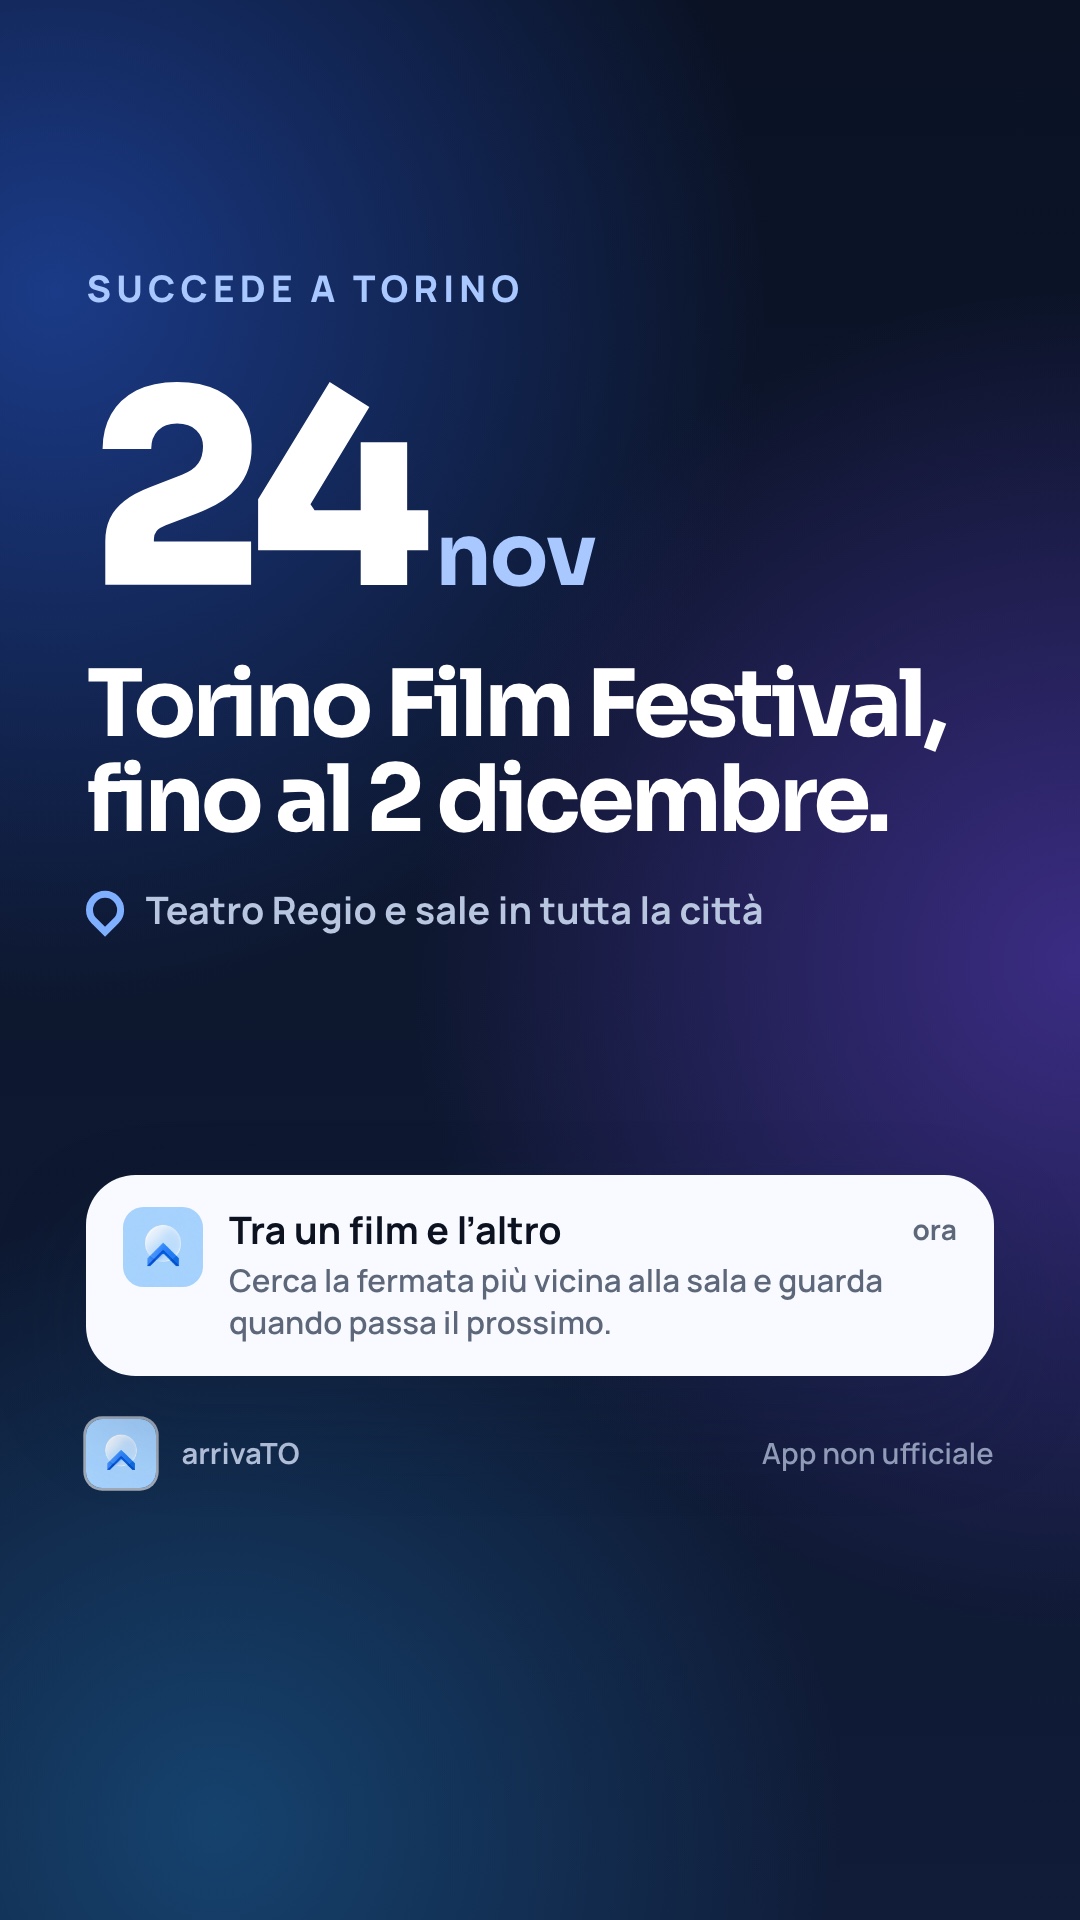 SUCCEDE A TORINO
24 nov
Torino Film Festival,
fino al 2 dicembre.
Teatro Regio e sale in tutta la città
Tra un film e l’altro
ora
Cerca la fermata più vicina alla sala e guarda
quando passa il prossimo.
arrivaTO
App non ufficiale